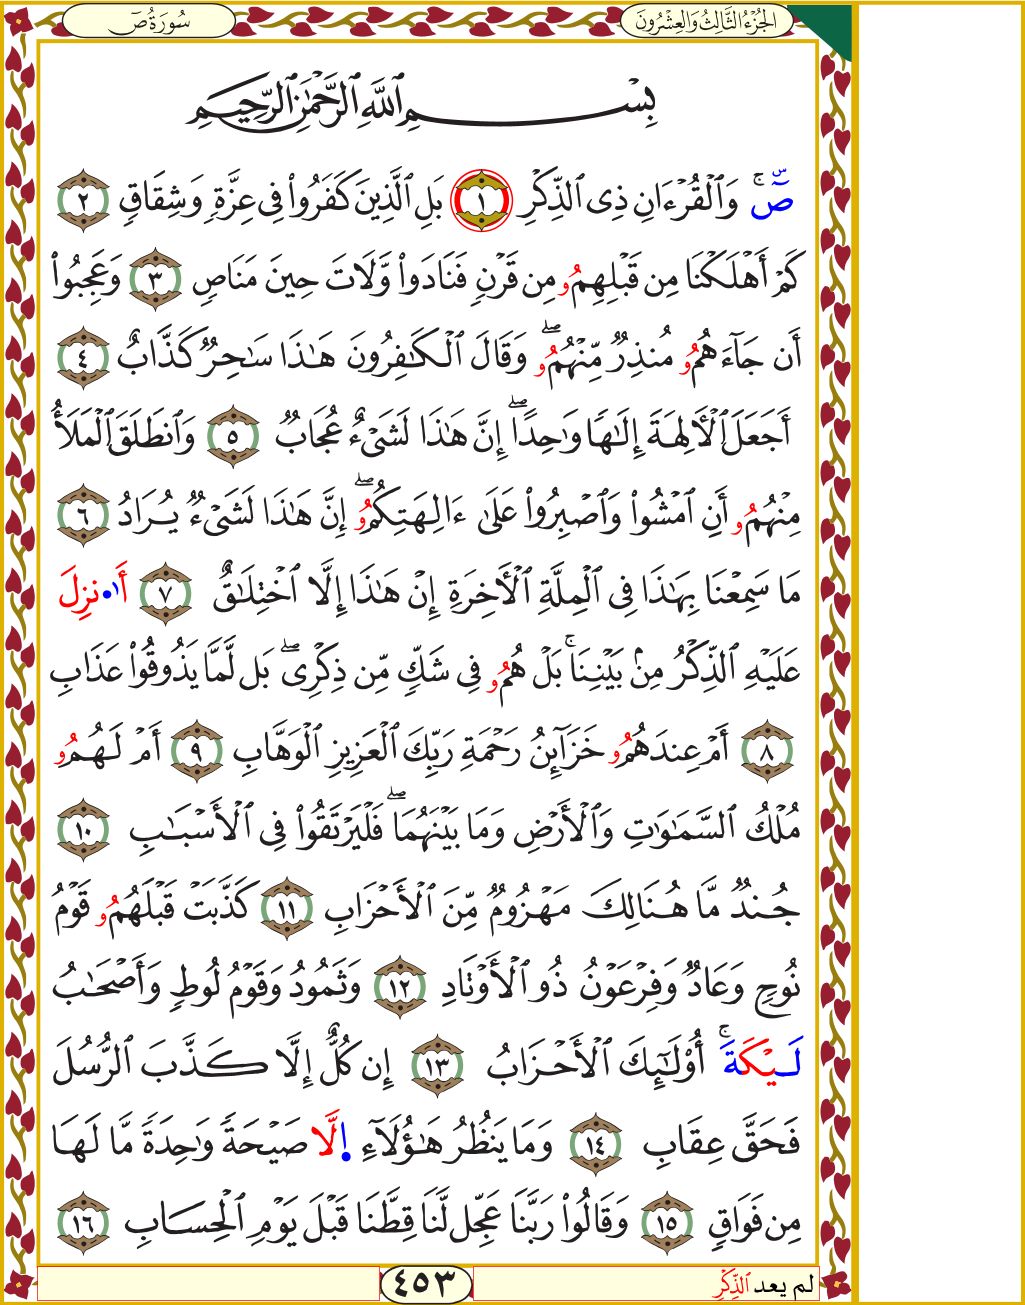 سُورَةُ صٓ
الجُزْءُ الثَّالِثُ وَالعِشْرُونَ
بِسْمِ ٱللَّهِ ٱلرَّحْمَٰنِ ٱلرَّحِيمِ
صٓۚ وَٱلْقُرْءَانِ ذِى ٱلذِّكْرِ ١ بَلِ ٱلَّذِينَ كَفَرُوا۟ فِى عِزَّةٍ وَشِقَاقٍ ٢
كَمْ أَهْلَكْنَا مِن قَبْلِهِمُو مِن قَرْنٍ فَنَادَوا۟ وَّلَاتَ حِينَ مَنَاصٍ ٣ وَعَجِبُوٓا۟
أَن جَآءَهُمُو مُنذِرٌ مِّنْهُمُوۖ وَقَالَ ٱلْكَٰفِرُونَ هَٰذَا سَٰحِرٌ كَذَّابٌ ٤
أَجَعَلَ ٱلْأَلِهَةَ إِلَٰهًا وَٰحِدًاۖ إِنَّ هَٰذَا لَشَىْءٌ عُجَابٌ ٥ وَٱنطَلَقَ ٱلْمَلَأُ
مِنْهُمُو أَنِ ٱمْشُوا۟ وَٱصْبِرُوا۟ عَلَىٰ ءَالِهَتِكُمُوۖ إِنَّ هَٰذَا لَشَىْءٌ يُرَادُ ٦
مَا سَمِعْنَا بِهَٰذَا فِى ٱلْمِلَّةِ ٱلْأَخِرَةِ إِنْ هَٰذَا إِلَّا ٱخْتِلَٰقٌ ٧ أَ۟ا۬نزِلَ
عَلَيْهِ ٱلذِّكْرُ مِنۢ بَيْنِنَاۚ بَلْ هُمُو فِى شَكٍّ مِّن ذِكْرِىۖ بَل لَّمَّا يَذُوقُوا۟ عَذَابِ
٨ أَمْ عِندَهُمُو خَزَآئِنُ رَحْمَةِ رَبِّكَ ٱلْعَزِيزِ ٱلْوَهَّابِ ٩ أَمْ لَهُمُو
مُلْكُ ٱلسَّمَٰوَٰتِ وَٱلْأَرْضِ وَمَا بَيْنَهُمَاۖ فَلْيَرْتَقُوا۟ فِى ٱلْأَسْبَٰبِ ١٠
جُندٌ مَّا هُنَالِكَ مَهْزُومٌ مِّنَ ٱلْأَحْزَابِ ١١ كَذَّبَتْ قَبْلَهُمُو قَوْمُ
نُوحٍ وَعَادٌ وَفِرْعَوْنُ ذُو ٱلْأَوْتَادِ ١٢ وَثَمُودُ وَقَوْمُ لُوطٍ وَأَصْحَٰبُ
لَيْكَةَۚ أُو۟لَٰٓئِكَ ٱلْأَحْزَابُ ١٣ إِن كُلٌّ إِلَّا كَذَّبَ ٱلرُّسُلَ
فَحَقَّ عِقَابِ ١٤ وَمَا يَنظُرُ هَٰٓؤُلَآءِ ا۪لَّا صَيْحَةً وَٰحِدَةً مَّا لَهَا
مِن فَوَاقٍ ١٥ وَقَالُوا۟ رَبَّنَا عَجِّل لَّنَا قِطَّنَا قَبْلَ يَوْمِ ٱلْحِسَابِ ١٦
٤٥٣
لم يعد ٱلذِّكْرِ